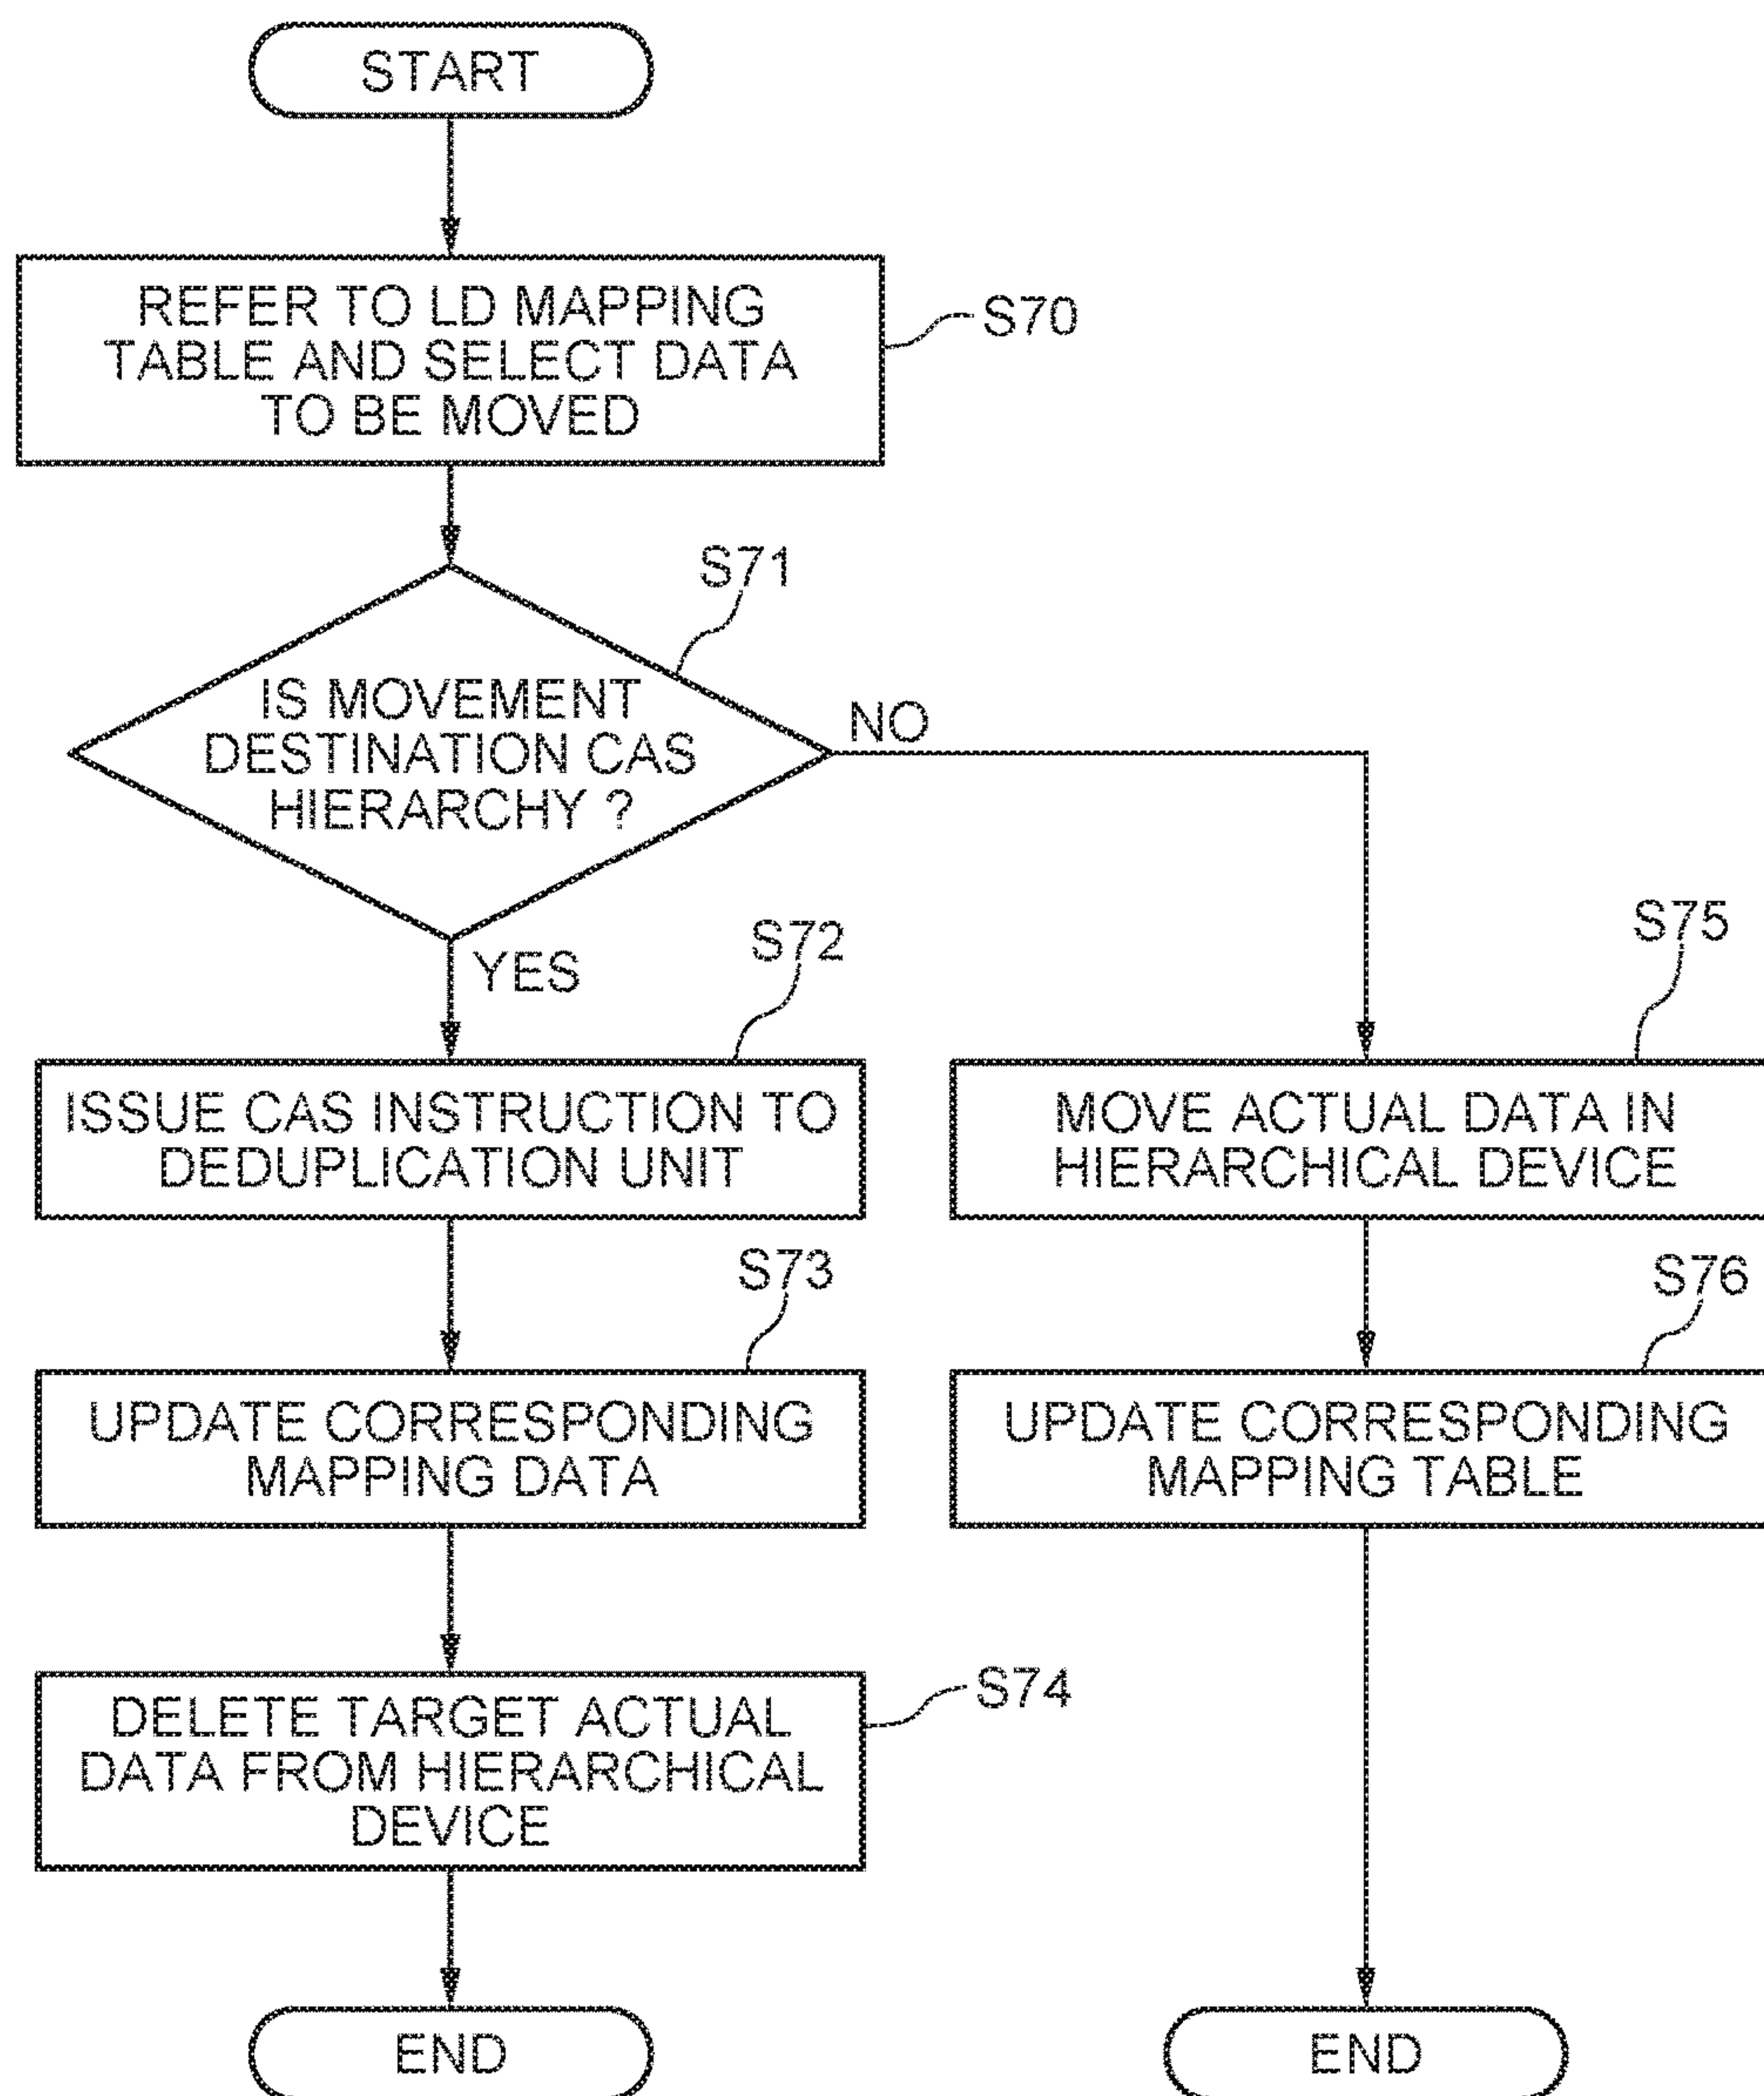 START
REFER TO LD MAPPING
TABLE AND SELECT DATA
TO BE MOVED
S70
S71
IS MOVEMENT
DESTINATION CAS
HIERARCHY ?
NO
YES
S72
ISSUE CAS INSTRUCTION TO
DEDUPLICATION UNIT
S73
UPDATE CORRESPONDING
MAPPING DATA
S74
DELETE TARGET ACTUAL
DATA FROM HIERARCHICAL
DEVICE
END
S75
MOVE ACTUAL DATA IN
HIERARCHICAL DEVICE
S76
UPDATE CORRESPONDING
MAPPING TABLE
END